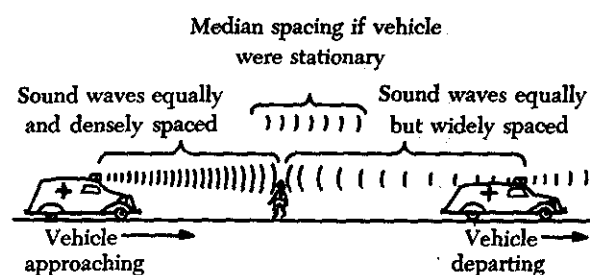 Median spacing if vehicle
were stationary
Sound waves equally
and densely spaced
Sound waves equally
but widely spaced
Vehicle
approaching
Vehicle
departing